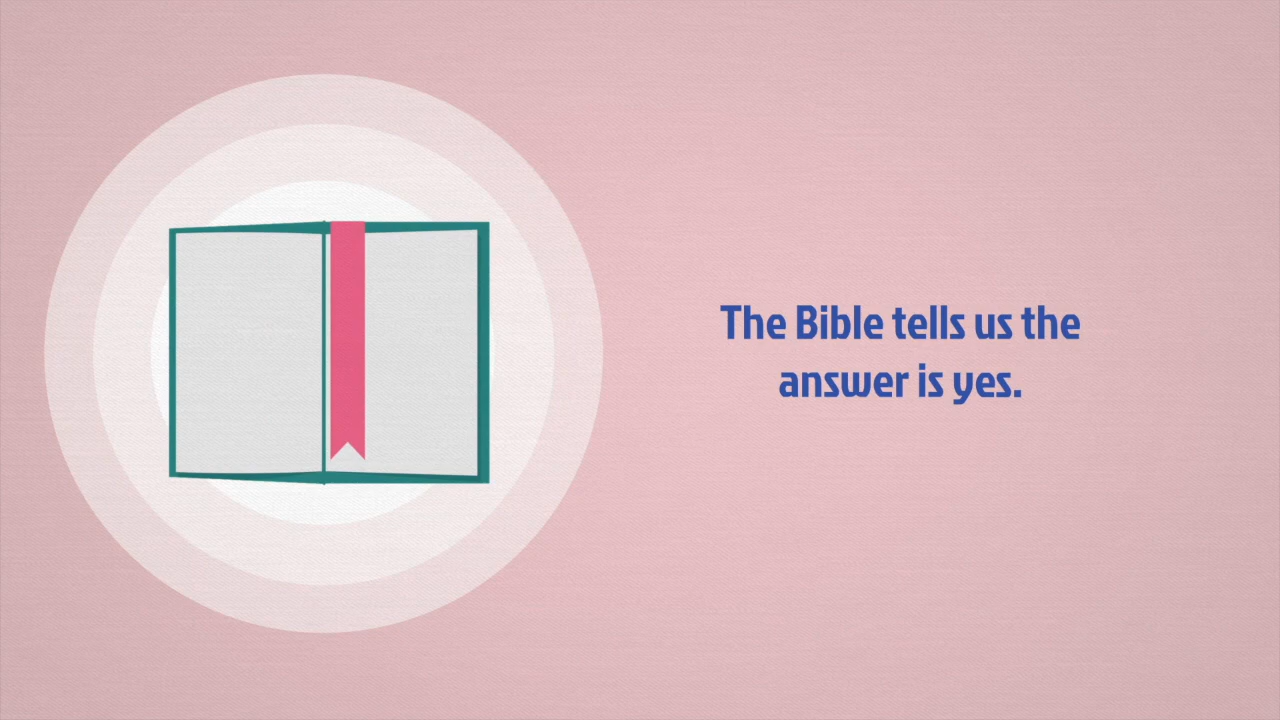 The Bible tells us the
answer is yes.